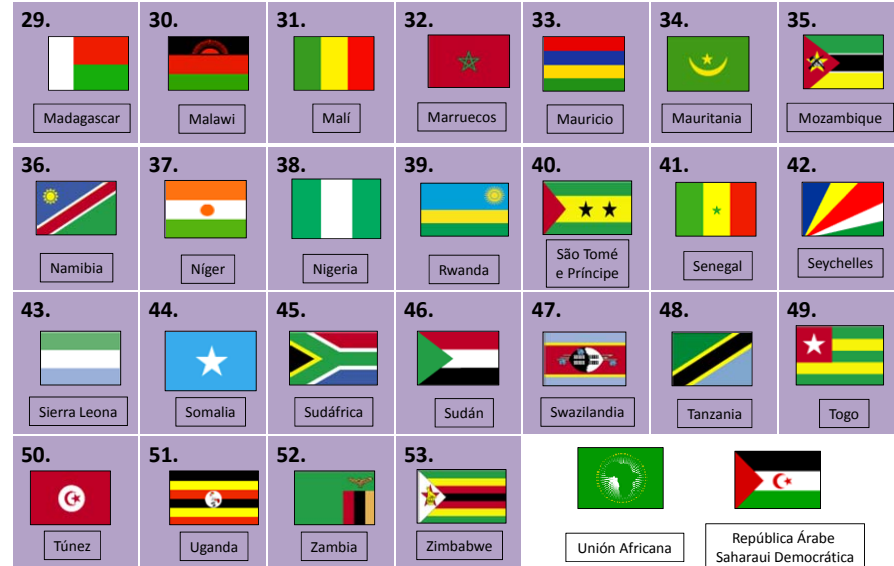 29.
30.
31.
32.
33.
34.
35.
Madagascar
Malawi
Malí
Marruecos
Mauricio
Mauritania
Mozambique
36.
37.
38.
39.
40.
41.
42.
Namibia
Níger
Nigeria
Rwanda
São Tomé
e Príncipe
Senegal
Seychelles
43.
44.
45.
46.
47.
48.
49.
Sierra Leona
Somalia
Sudáfrica
Sudán
Swazilandia
Tanzania
Togo
50.
51.
52.
53.
Túnez
Uganda
Zambia
Zimbabwe
Unión Africana
República Árabe
Saharaui Democrática